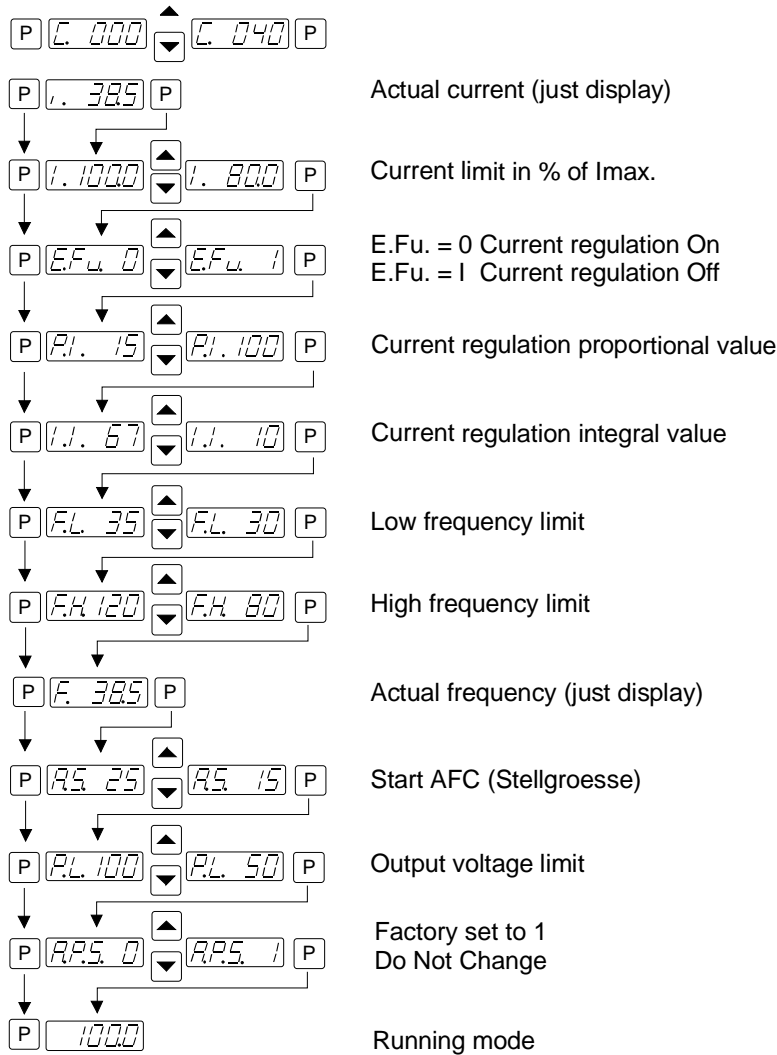 P C. 000 C. 040 P
P i. 38.5 P Actual current (just display)
P I. 100.0 I. 80.0 P Current limit in % of Imax.
P E.Fu. 0 E.Fu. 1 P E.Fu. = 0 Current regulation On
E.Fu. = I Current regulation Off
P P.I. 15 P.I. 100 P Current regulation proportional value
P I.I. 67 I.I. 10 P Current regulation integral value
P F.L. 35 F.L. 30 P Low frequency limit
P F.H. 120 F.H. 80 P High frequency limit
P F. 38.5 P Actual frequency (just display)
P A.S. 25 A.S. 15 P Start AFC (Stellgroesse)
P P.L. 100 P.L. 50 P Output voltage limit
P A.P.S. 0 A.P.S. 1 P Factory set to 1
Do Not Change
P 100.0 Running mode